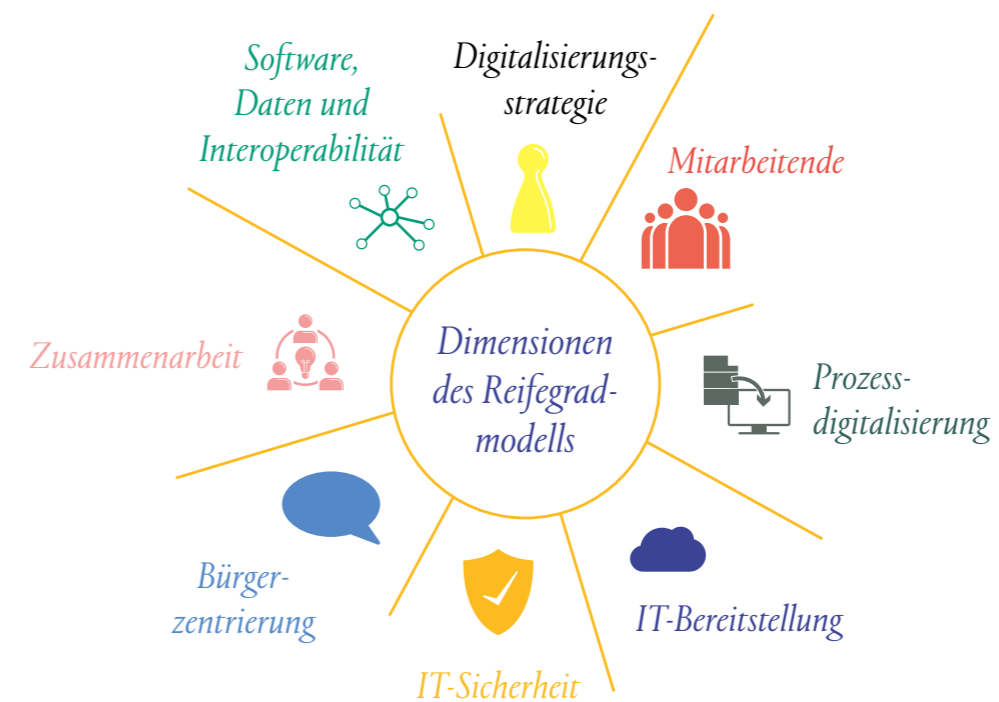 Software,
Daten und
Interoperabilität
Digitalisierungs-
strategie
Mitarbeitende
Prozess-
digitalisierung
IT-Bereitstellung
IT-Sicherheit
Bürger-
zentrierung
Zusammenarbeit
Dimensionen
des Reifegrad-
modells